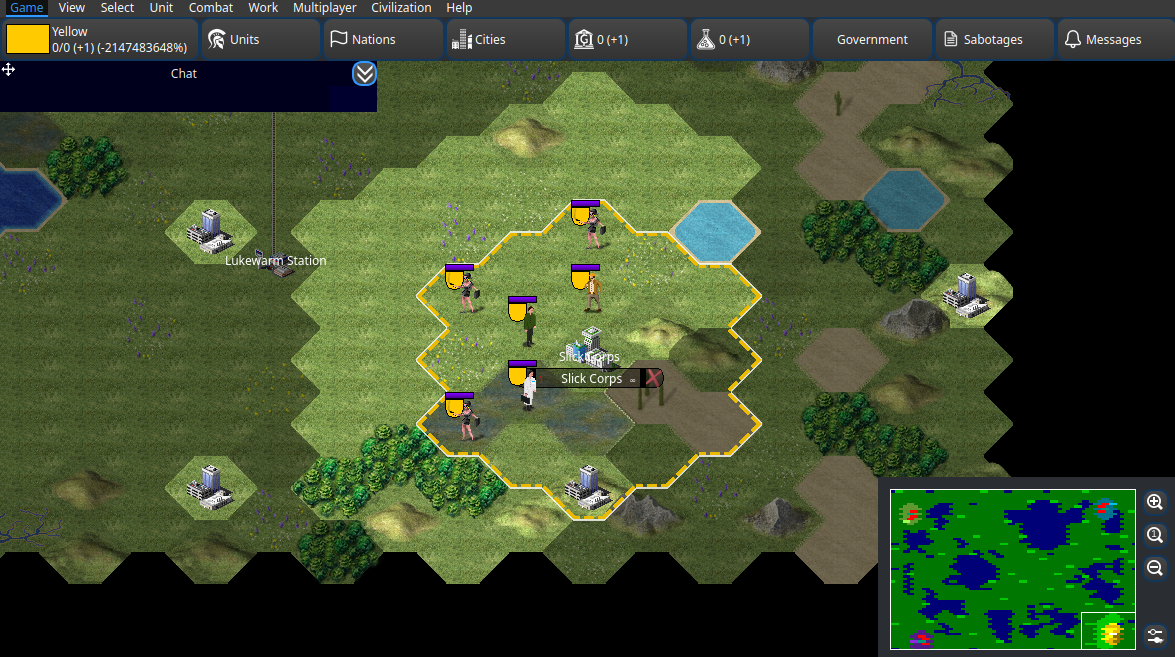 Game View Select Unit Combat Work Multiplayer Civilization Help
Yellow
0/0 (+1) (-2147483648%)
Units
Nations
Cities
0 (+1)
0 (+1)
Government
Sabotages
Messages
Chat
Lukewarm Station
Slick Corps
Slick Corps ∞
1